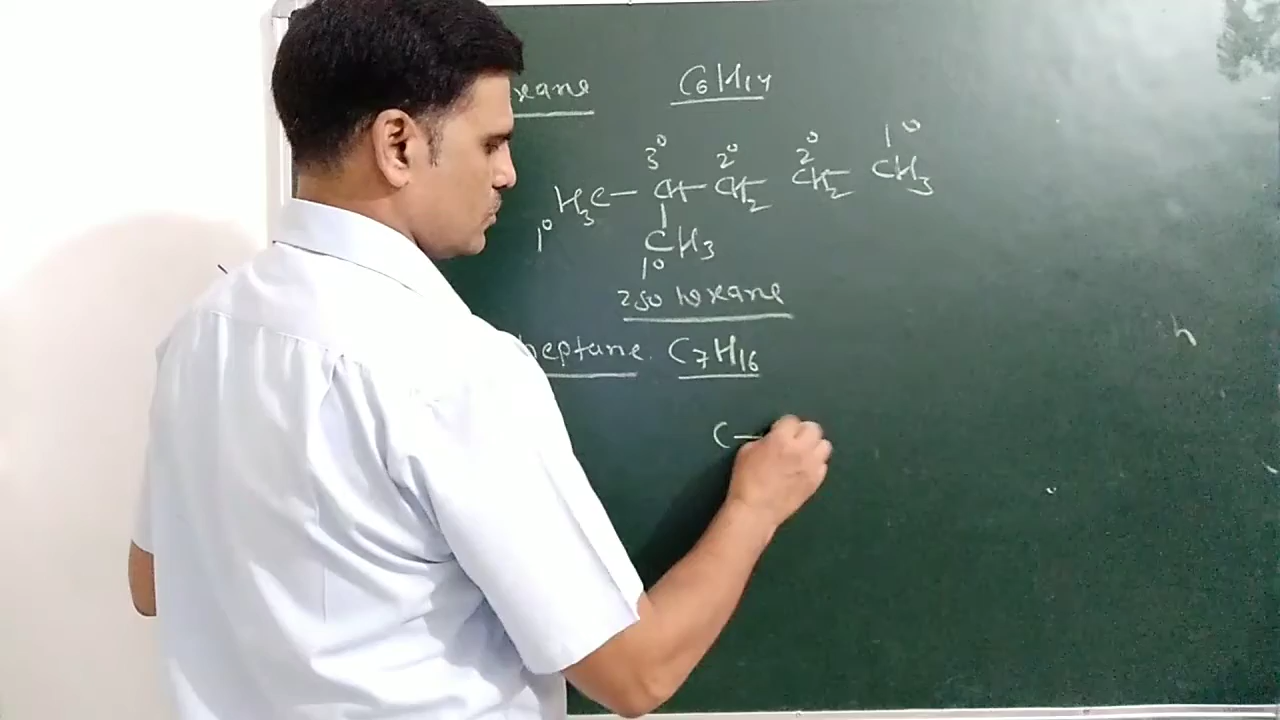 xane C6H14
3° 2° 2° 1°
H3C-CH-CH2-CH2-CH3
1°
CH3
1°
Iso hexane
heptane. C7H16
C-
h